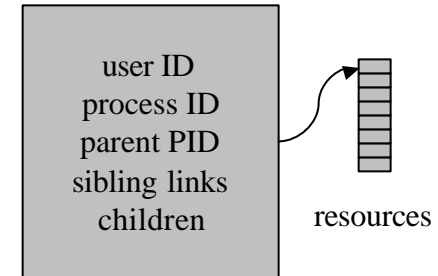 user ID
process ID
parent PID
sibling links
children
resources